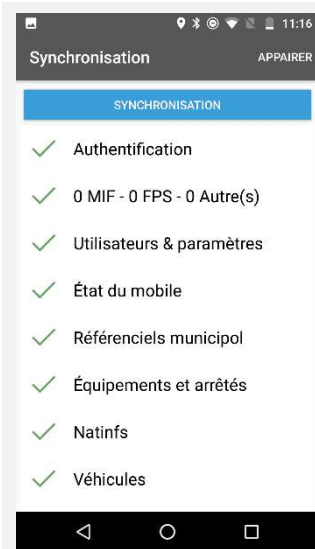 11:16
Synchronisation APPAIRER
SYNCHRONISATION
Authentification
0 MIF - 0 FPS - 0 Autre(s)
Utilisateurs & paramètres
État du mobile
Référenciels municipol
Équipements et arrêtés
Natinfs
Véhicules